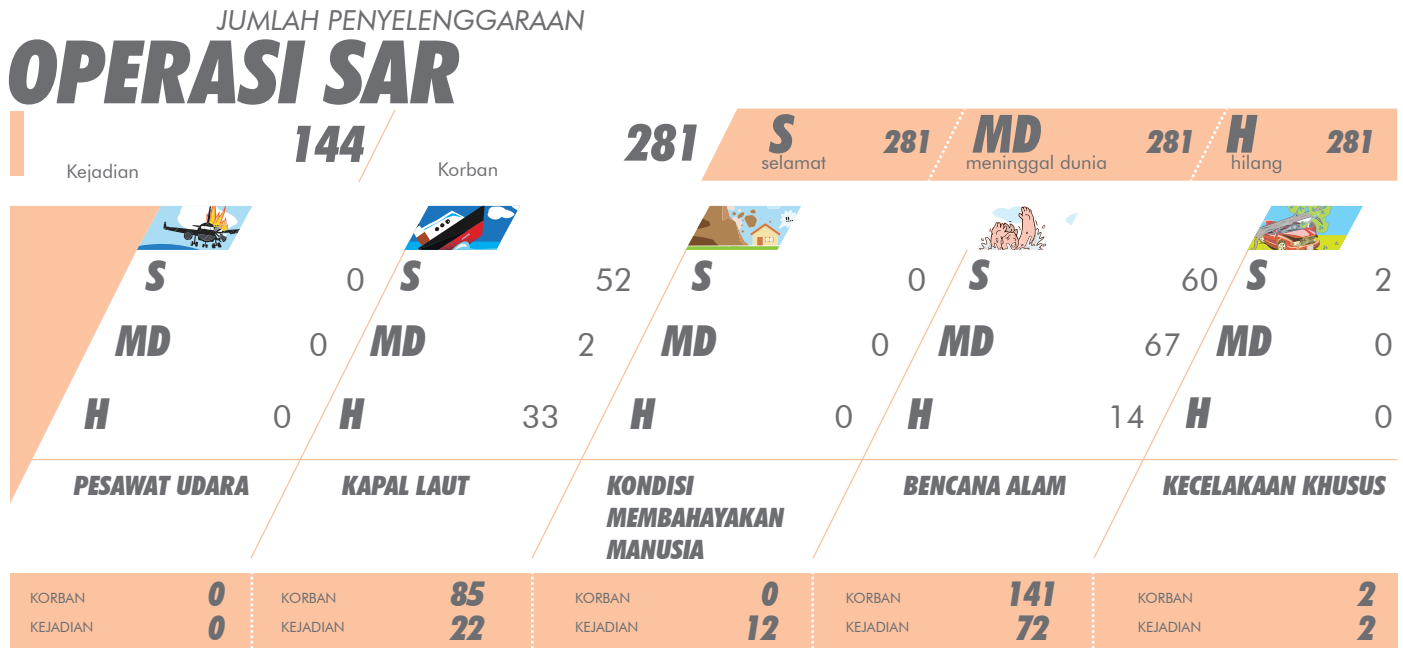 JUMLAH PENYELENGGARAAN
OPERASI SAR
Kejadian 144
Korban 281
S selamat 281
MD meninggal dunia 281
H hilang 281
!!..
S 0 S 52 S 0 S 60 S 2
MD 0 MD 2 MD 0 MD 67 MD 0
H 0 H 33 H 0 H 14 H 0
PESAWAT UDARA
KAPAL LAUT
KONDISI
MEMBAHAYAKAN
MANUSIA
BENCANA ALAM
KECELAKAAN KHUSUS
KORBAN 0 KORBAN 85 KORBAN 0 KORBAN 141 KORBAN 2
KEJADIAN 0 KEJADIAN 22 KEJADIAN 12 KEJADIAN 72 KEJADIAN 2